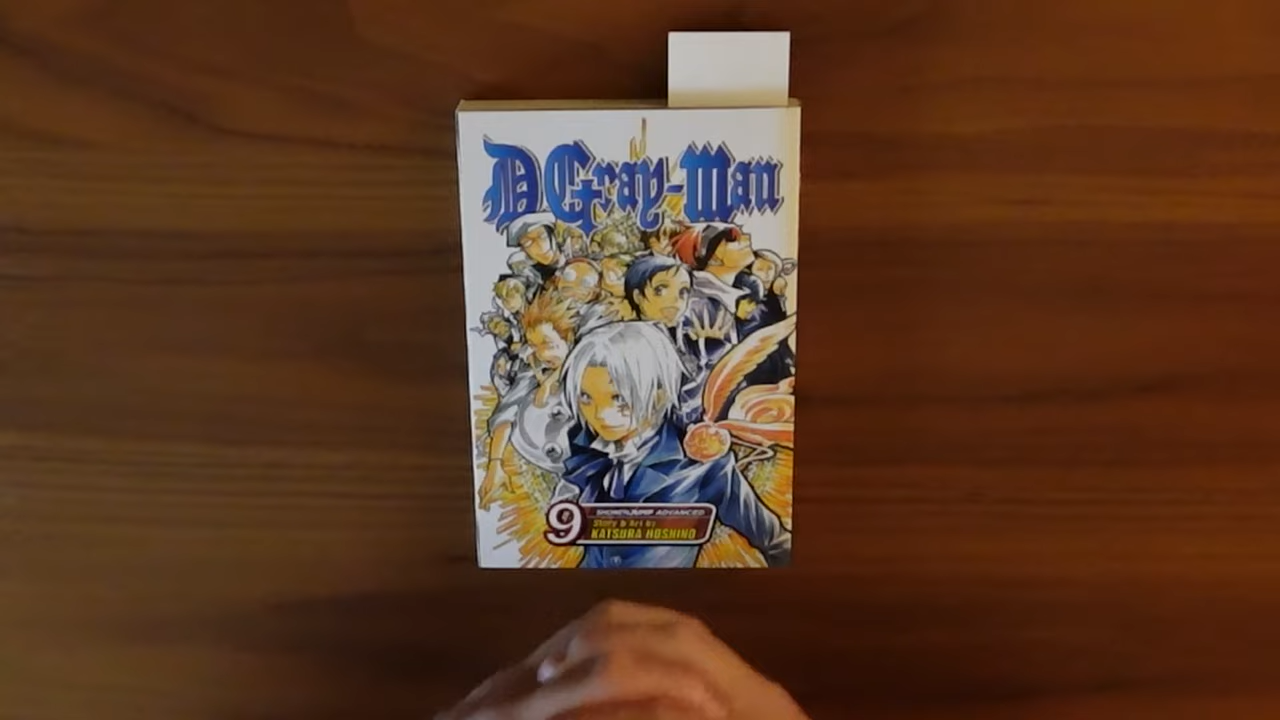 D Gray-Man
9
SHONEN JUMP ADVANCED
Story & Art by
KATSURA HOSHINO